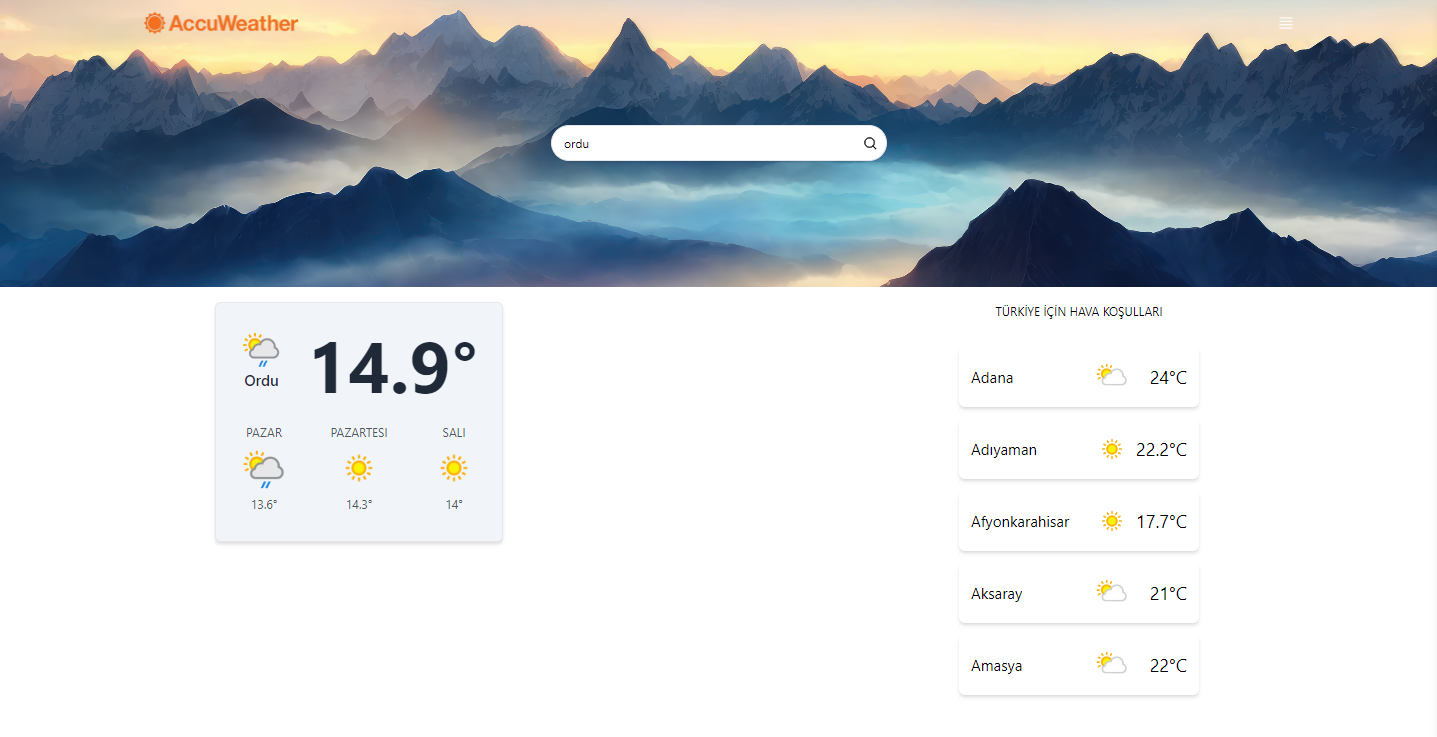 AccuWeather
ordu
Ordu
14.9°
PAZAR
PAZARTESI
SALI
13.6°
14.3°
14°
TÜRKİYE İÇİN HAVA KOŞULLARI
Adana
24°C
Adıyaman
22.2°C
Afyonkarahisar
17.7°C
Aksaray
21°C
Amasya
22°C